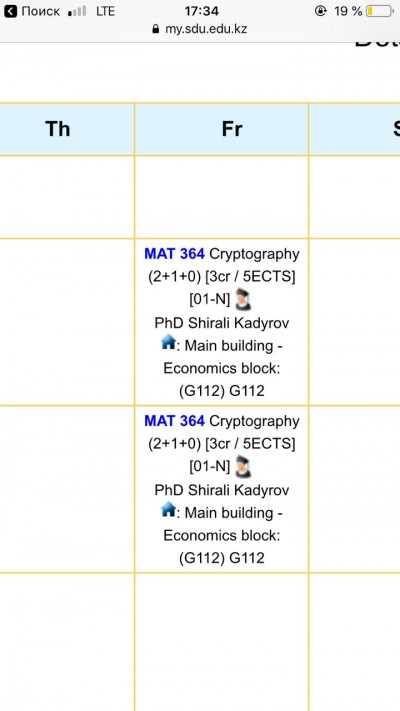 Поиск LTE 17:34 19 %
my.sdu.edu.kz
Th Fr
MAT 364 Cryptography
(2+1+0) [3cr / 5ECTS]
[01-N]
PhD Shirali Kadyrov
: Main building -
Economics block:
(G112) G112
MAT 364 Cryptography
(2+1+0) [3cr / 5ECTS]
[01-N]
PhD Shirali Kadyrov
: Main building -
Economics block:
(G112) G112